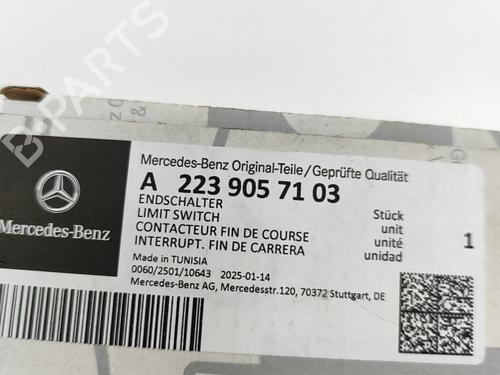 Mercedes-Benz Original-Teile/Geprüfte Qualität
A 223 905 71 03
ENDSCHALTER
LIMIT SWITCH
CONTACTEUR FIN DE COURSE
INTERRUPT. FIN DE CARRERA
Stück
unit
unité
unidad
1
Made in TUNISIA
0060/2501/10643 2025-01-14
Mercedes-Benz AG, Mercedesstr.120, 70372 Stuttgart, DE
Mercedes-Benz